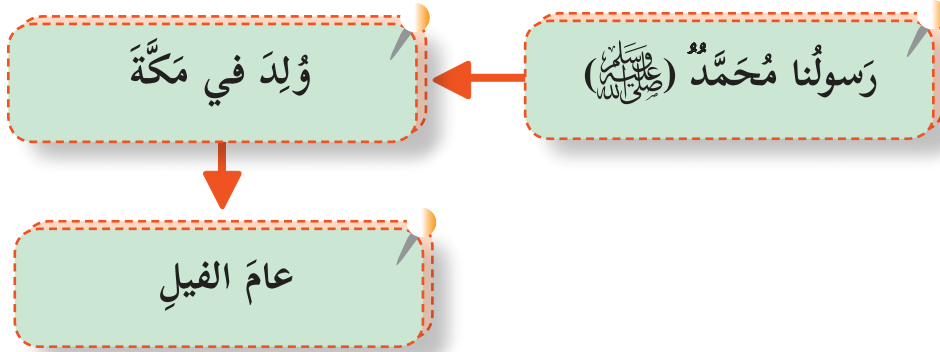 رَسولُنا مُحَمَّدٌ (ﷺ)
وُلِدَ في مَكَّةَ
عامَ الفيلِ